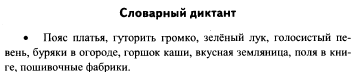 Словарный диктант
• Пояс платья, гуторить громко, зелёный лук, голосистый пе-
вень, буряки в огороде, горшок каши, вкусная земляница, поля в кни-
ге, пошивочные фабрики.